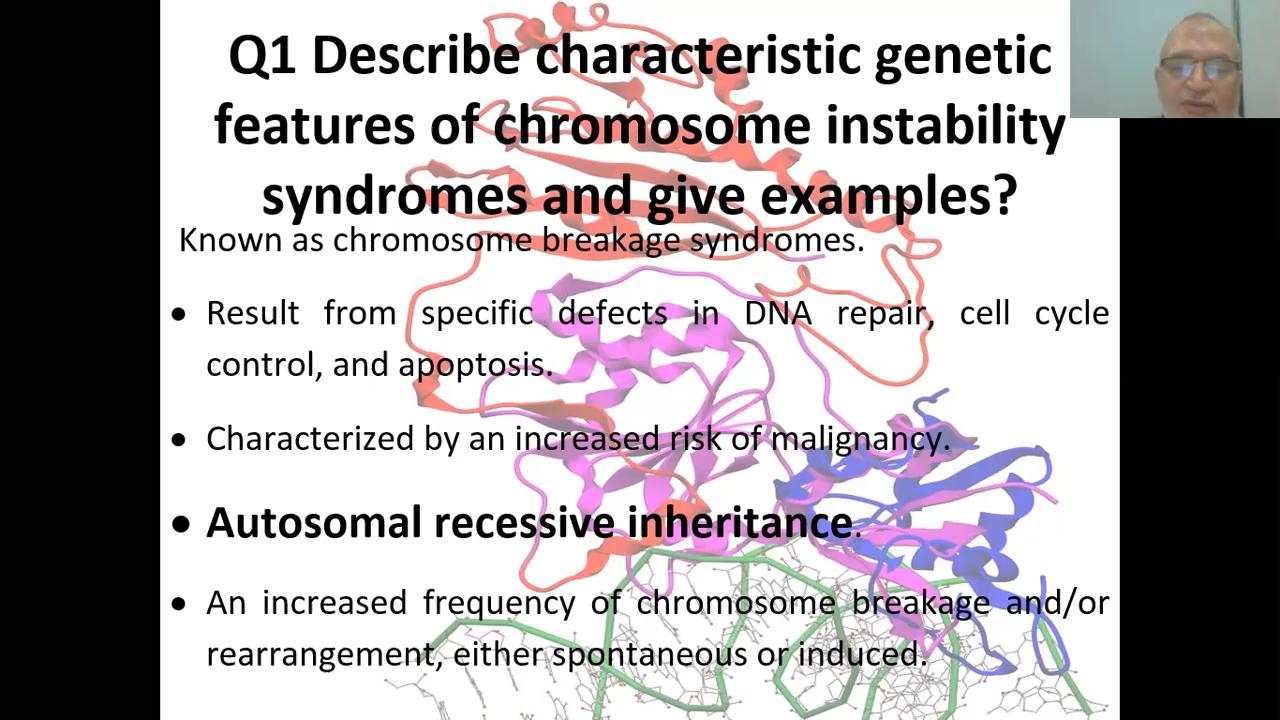 Q1 Describe characteristic genetic
features of chromosome instability
syndromes and give examples?
Known as chromosome breakage syndromes.
• Result from specific defects in DNA repair, cell cycle
control, and apoptosis.
• Characterized by an increased risk of malignancy.
• Autosomal recessive inheritance.
• An increased frequency of chromosome breakage and/or
rearrangement, either spontaneous or induced.